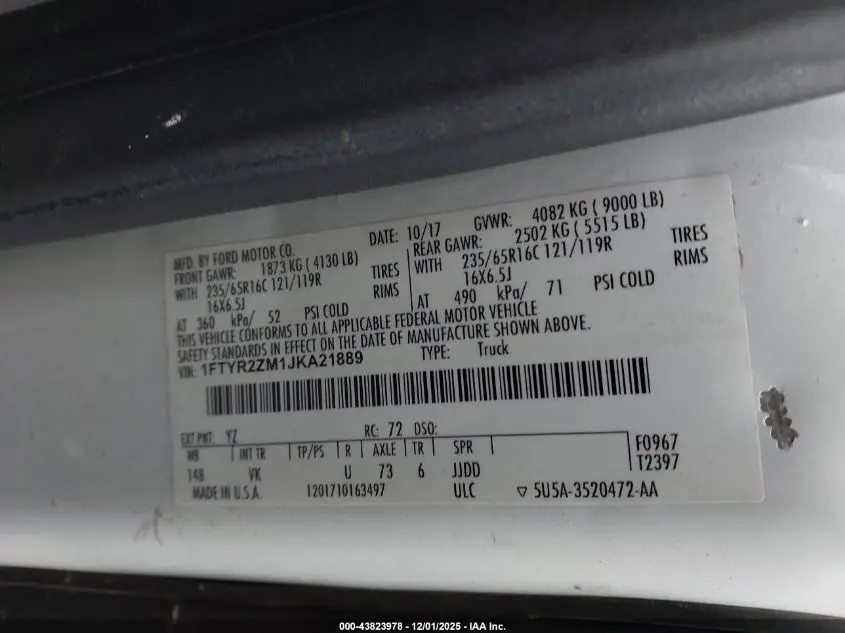 MFD. BY FORD MOTOR CO. DATE: 10/17 GVWR: 4082 KG ( 9000 LB)
FRONT GAWR: 1873 KG ( 4130 LB) REAR GAWR: 2502 KG ( 5515 LB)
WITH 235/65R16C 121/119R TIRES WITH 235/65R16C 121/119R TIRES
16X6.5J RIMS 16X6.5J RIMS
AT 360 kPa/ 52 PSI COLD AT 490 kPa/ 71 PSI COLD
THIS VEHICLE CONFORMS TO ALL APPLICABLE FEDERAL MOTOR VEHICLE
SAFETY STANDARDS IN EFFECT ON THE DATE OF MANUFACTURE SHOWN ABOVE.
VIN: 1FTYR2ZM1JKA21889 TYPE: Truck
EXT PNT: YZ RC: 72 DSO:
WB INT TR TP/PS R AXLE TR SPR F0967
148 VK U 73 6 JJDD T2397
MADE IN U.S.A. 1201710163497 ULC ▽ 5U5A-3520472-AA
000-43823978 - 12/01/2025 - IAA Inc.